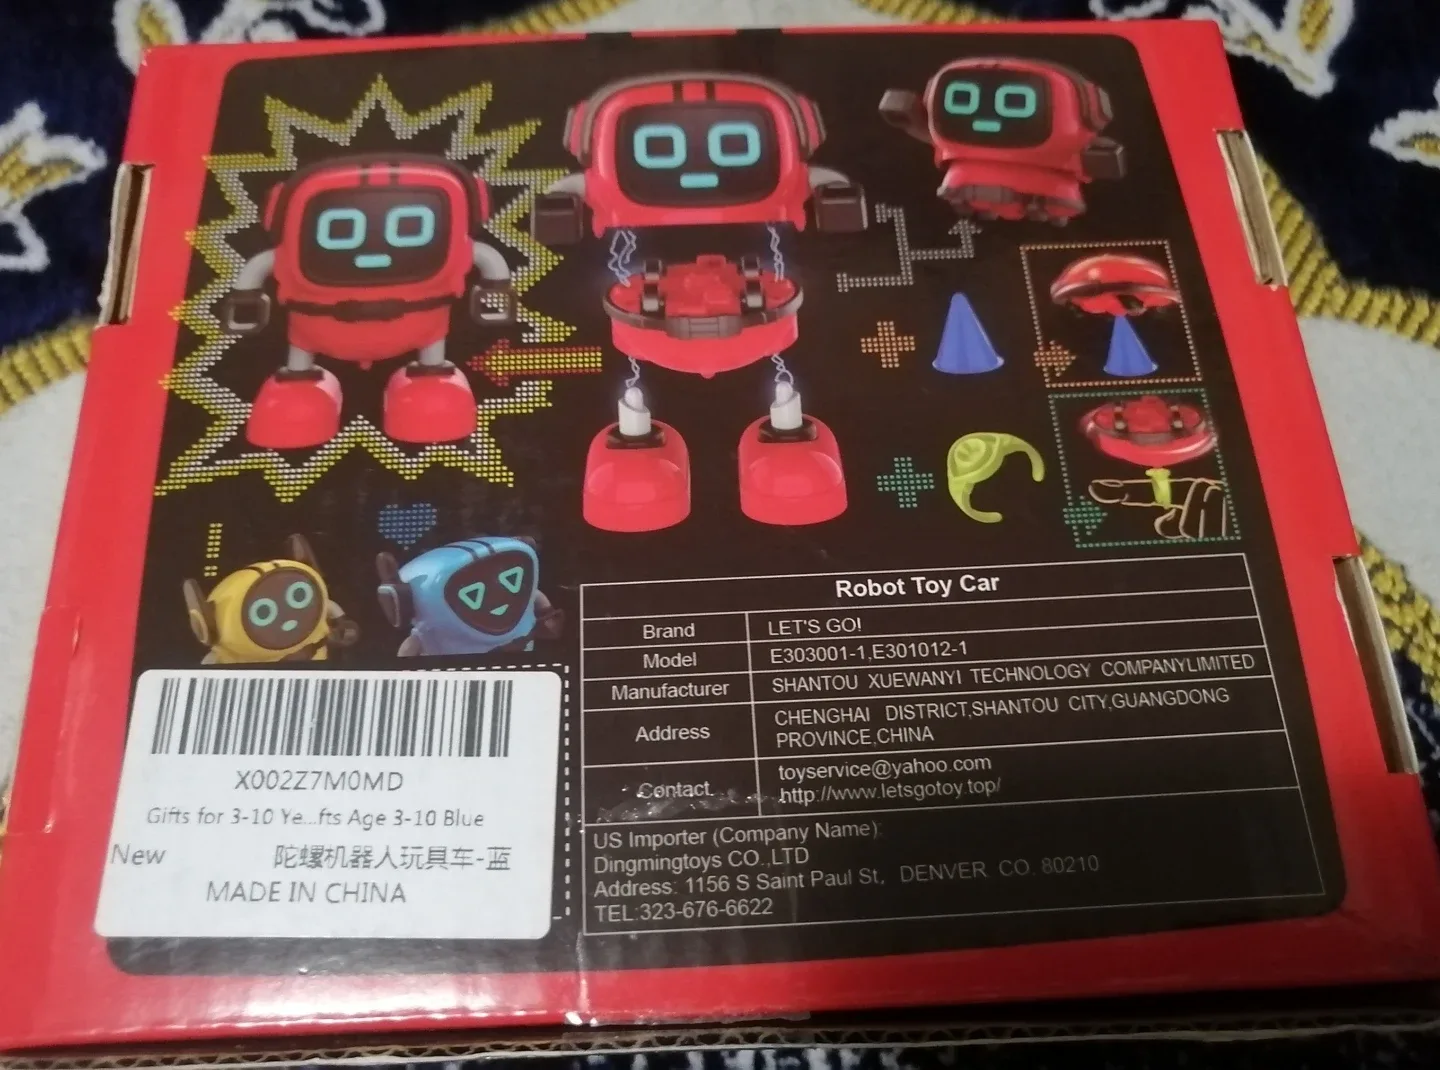 Robot Toy Car
Brand LET'S GO!
Model E303001-1,E301012-1
Manufacturer SHANTOU XUEWANYI TECHNOLOGY COMPANYLIMITED
Address CHENGHAI DISTRICT,SHANTOU CITY,GUANGDONG
PROVINCE,CHINA
Contact toyservice@yahoo.com
http://www.letsgotoy.top/
US Importer (Company Name):
Dingmingtoys CO.,LTD
Address: 1156 S Saint Paul St, DENVER CO. 80210
TEL:323-676-6622
X002Z7M0MD
Gifts for 3-10 Ye...fts Age 3-10 Blue
New 陀螺机器人玩具车-蓝
MADE IN CHINA